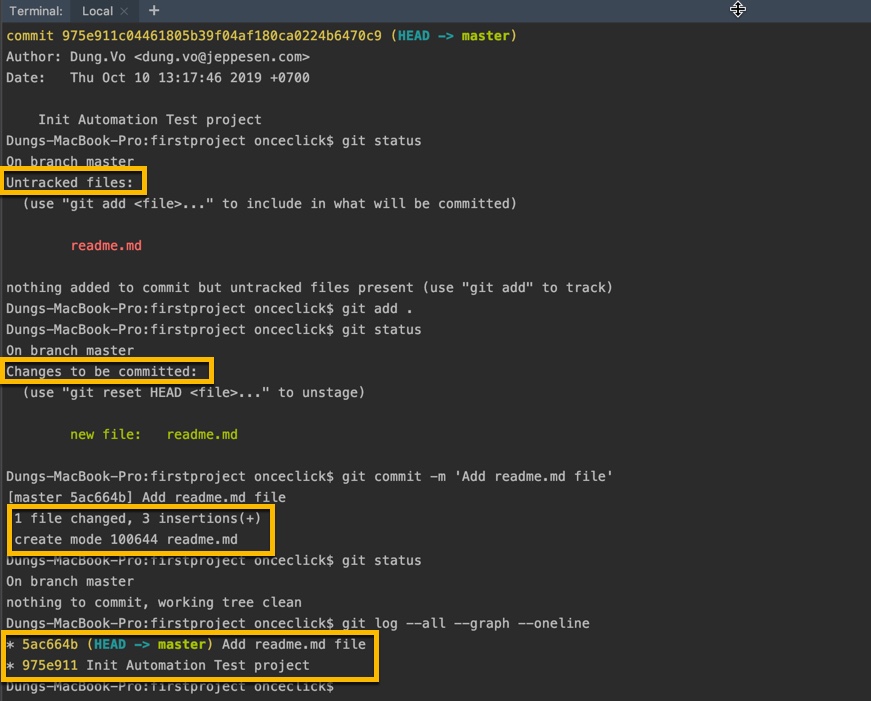 Terminal: Local × +
commit 975e911c04461805b39f04af180ca0224b6470c9 (HEAD -> master)
Author: Dung.Vo <dung.vo@jeppesen.com>
Date:   Thu Oct 10 13:17:46 2019 +0700
    Init Automation Test project
Dungs-MacBook-Pro:firstproject onceclick$ git status
On branch master
Untracked files:
  (use "git add <file>..." to include in what will be committed)
        readme.md
nothing added to commit but untracked files present (use "git add" to track)
Dungs-MacBook-Pro:firstproject onceclick$ git add .
Dungs-MacBook-Pro:firstproject onceclick$ git status
On branch master
Changes to be committed:
  (use "git reset HEAD <file>..." to unstage)
        new file:   readme.md
Dungs-MacBook-Pro:firstproject onceclick$ git commit -m 'Add readme.md file'
[master 5ac664b] Add readme.md file
 1 file changed, 3 insertions(+)
 create mode 100644 readme.md
Dungs-MacBook-Pro:firstproject onceclick$ git status
On branch master
nothing to commit, working tree clean
Dungs-MacBook-Pro:firstproject onceclick$ git log --all --graph --oneline
* 5ac664b (HEAD -> master) Add readme.md file
* 975e911 Init Automation Test project
Dungs-MacBook-Pro:firstproject onceclick$